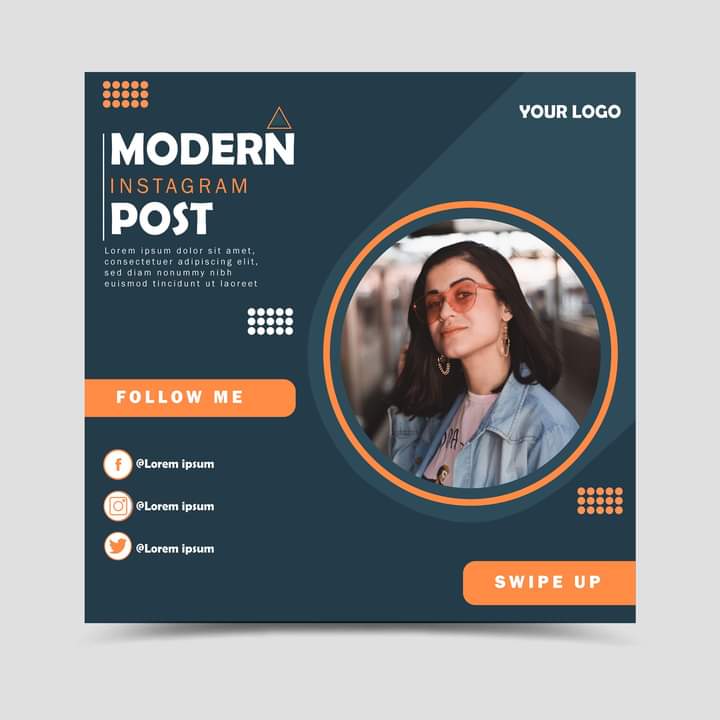 YOUR LOGO
MODERN
INSTAGRAM
POST
Lorem ipsum dolor sit amet,
consectetuer adipiscing elit,
sed diam nonummy nibh
euismod tincidunt ut laoreet
FOLLOW ME
@Lorem ipsum
@Lorem ipsum
@Lorem ipsum
SWIPE UP